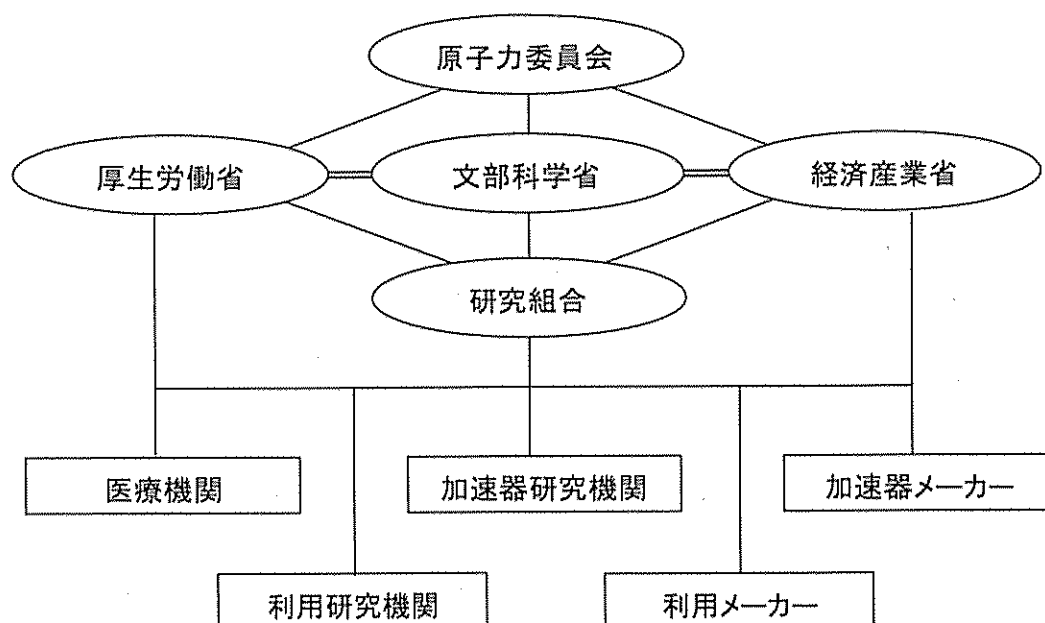 原子力委員会
厚生労働省
文部科学省
経済産業省
研究組合
医療機関
加速器研究機関
加速器メーカー
利用研究機関
利用メーカー